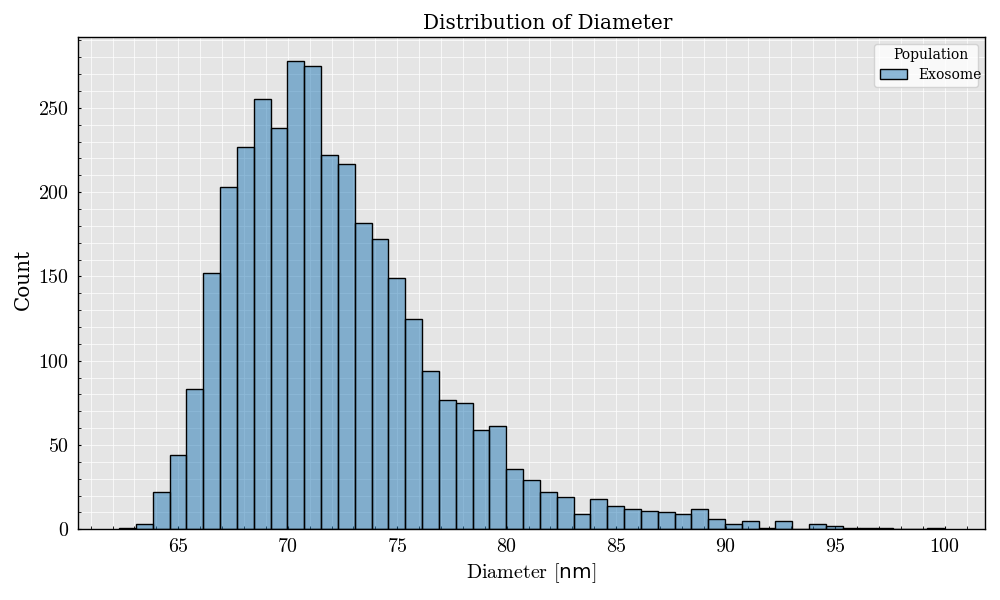 Distribution of Diameter
Population
Exosome
Count
250
200
150
100
50
0
65 70 75 80 85 90 95 100
Diameter [nm]